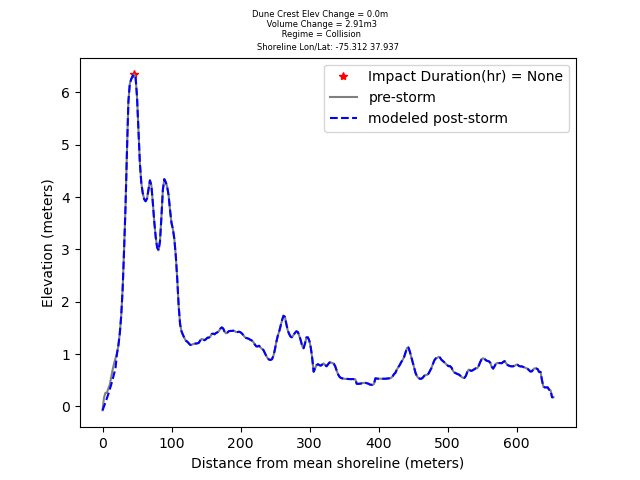 Dune Crest Elev Change = 0.0m
Volume Change = 2.91m3
Regime = Collision
Shoreline Lon/Lat: -75.312 37.937
Impact Duration(hr) = None
pre-storm
modeled post-storm
Elevation (meters)
6
5
4
3
2
1
0
0 100 200 300 400 500 600
Distance from mean shoreline (meters)